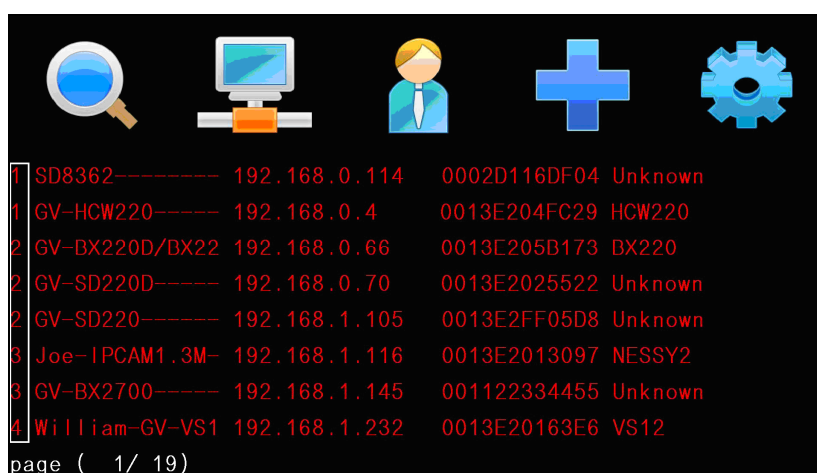 1 SD8362-------- 192.168.0.114 0002D116DF04 Unknown
1 GV-HCW220----- 192.168.0.4 0013E204FC29 HCW220
2 GV-BX220D/BX22 192.168.0.66 0013E205B173 BX220
2 GV-SD220D----- 192.168.0.70 0013E2025522 Unknown
2 GV-SD220------ 192.168.1.105 0013E2FF05D8 Unknown
3 Joe-IPCAM1.3M- 192.168.1.116 0013E2013097 NESSY2
3 GV-BX2700----- 192.168.1.145 001122334455 Unknown
4 William-GV-VS1 192.168.1.232 0013E20163E6 VS12
page ( 1/ 19)